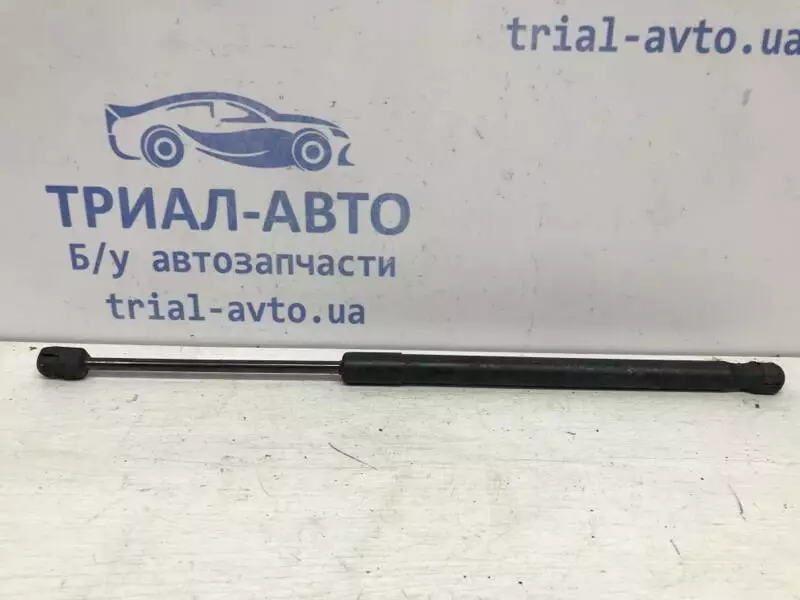 trial-avto.ua
ТРИАЛ-АВТО
Б/у автозапчасти
trial-avto.ua